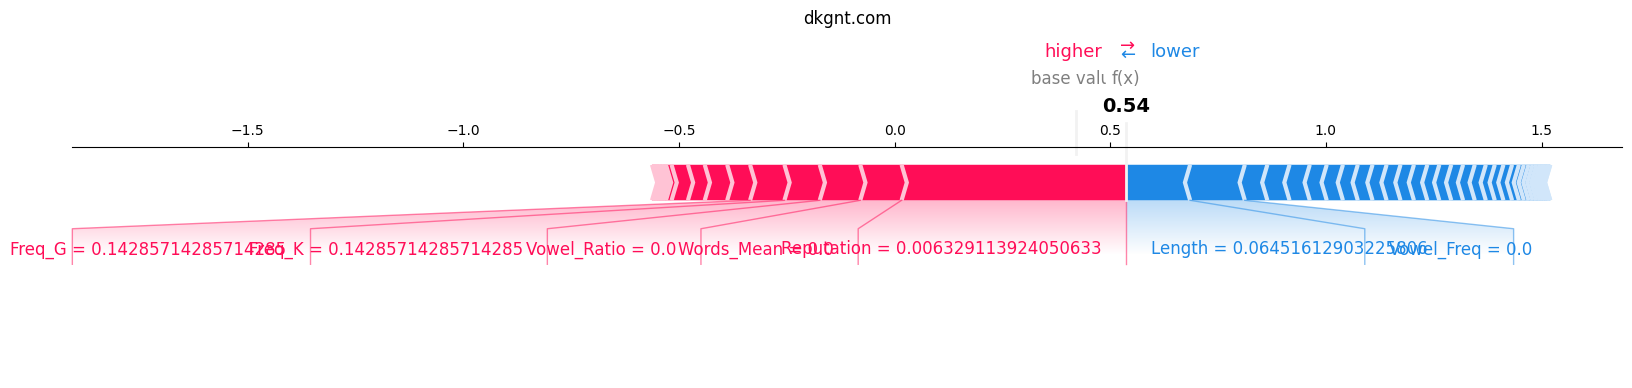 dkgnt.com
higher → lower
←
base valu f(x)
0.54
−1.5 −1.0 −0.5 0.0 0.5 1.0 1.5
Freq_G = 0.14285714285714285 Freq_K = 0.14285714285714285 Vowel_Ratio = 0.0 Words_Mean = 0.0 Reputation = 0.006329113924050633 Length = 0.06451612903225806 Vowel_Freq = 0.0